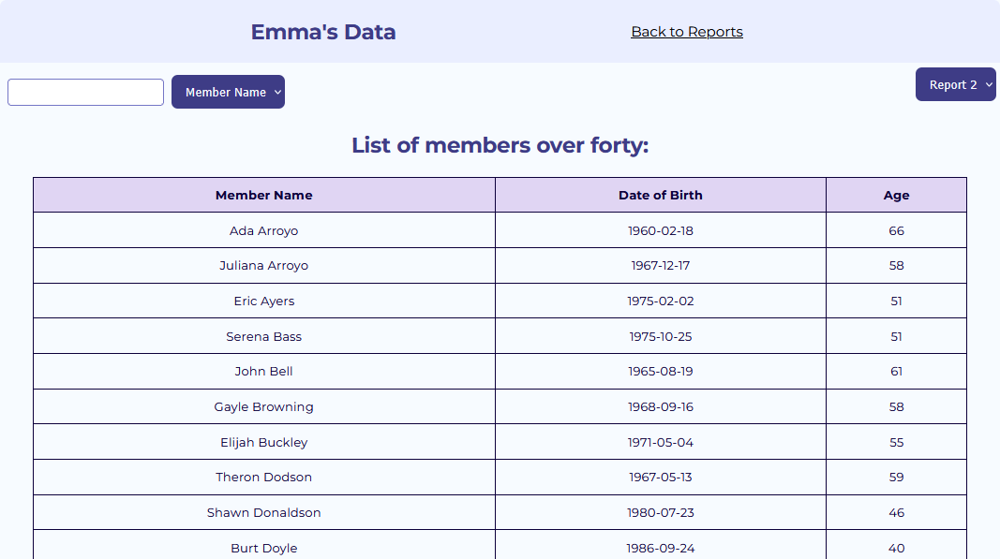 Emma's Data
Back to Reports
Member Name
Report 2
List of members over forty:
Member Name Date of Birth Age
Ada Arroyo 1960-02-18 66
Juliana Arroyo 1967-12-17 58
Eric Ayers 1975-02-02 51
Serena Bass 1975-10-25 51
John Bell 1965-08-19 61
Gayle Browning 1968-09-16 58
Elijah Buckley 1971-05-04 55
Theron Dodson 1967-05-13 59
Shawn Donaldson 1980-07-23 46
Burt Doyle 1986-09-24 40